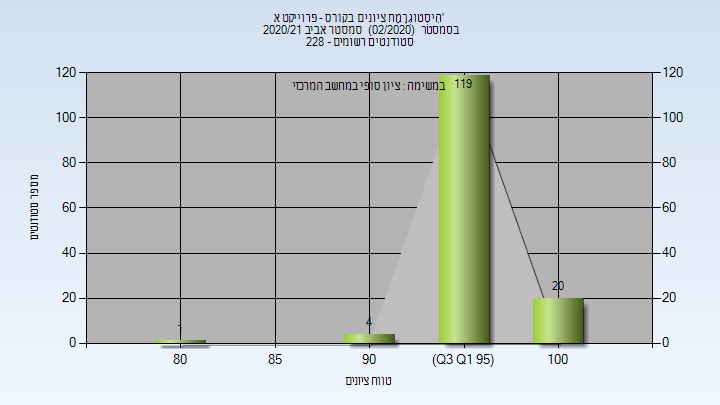 היסטוגרמת ציונים בקורס - פרוייקט א'
בסמסטר (02/2020) סמסטר אביב 2020/21
סטודנטים רשומים - 228
במשימה : ציון סופי במחשב המרכזי
מספר סטודנטים
120 120
100 100
80 80
60 60
40 40
20 20
0 0
1 4 119 20
80 85 90 (Q3 Q1 95) 100
טווח ציונים